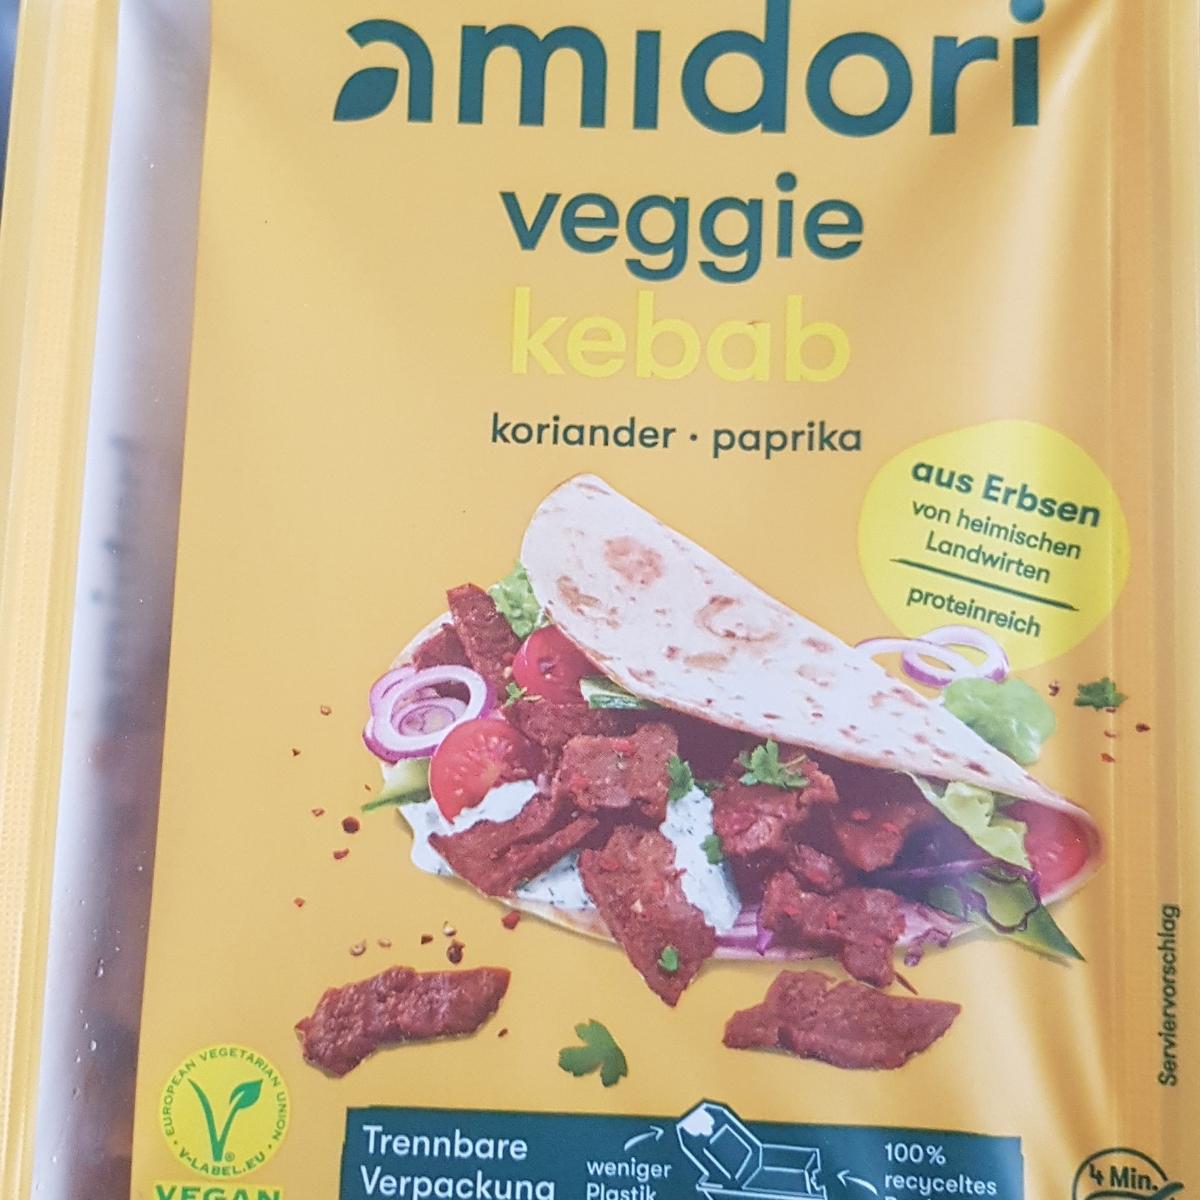 amidori
veggie
kebab
koriander · paprika
aus Erbsen
von heimischen
Landwirten
proteinreich
Serviervorschlag
EUROPEAN VEGETARIAN UNION
V-LABEL.EU
VEGAN
Trennbare
Verpackung
weniger
Plastik
100%
recyceltes
4 Min.